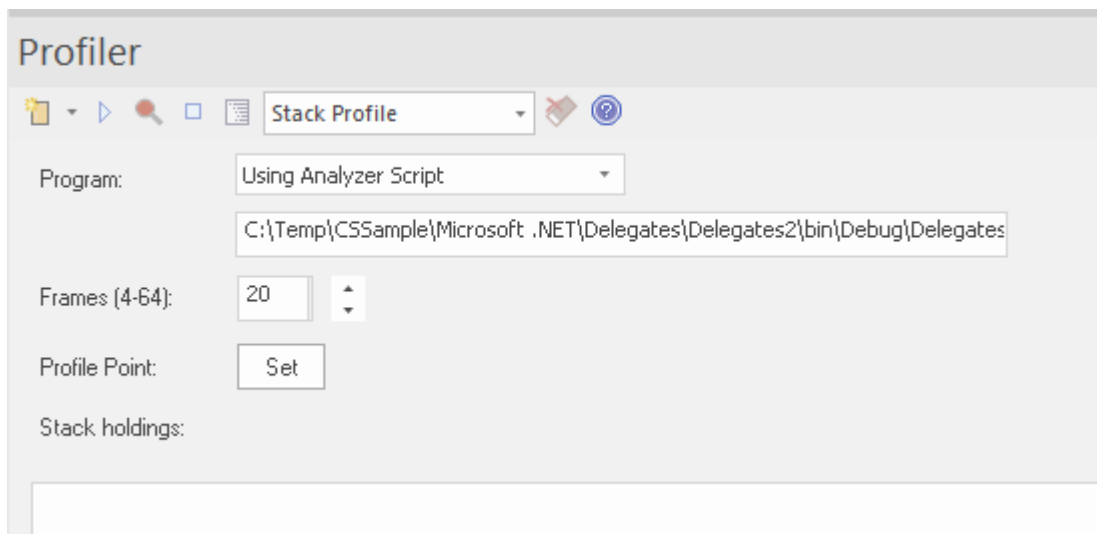 Profiler
Stack Profile
Program: Using Analyzer Script
C:\Temp\CSSample\Microsoft .NET\Delegates\Delegates2\bin\Debug\Delegates
Frames (4-64): 20
Profile Point: Set
Stack holdings: